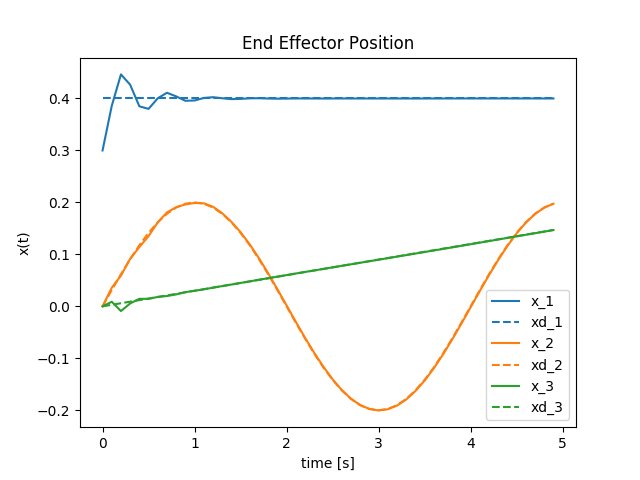 End Effector Position
x(t)
0.4
0.3
0.2
0.1
0.0
−0.1
−0.2
0 1 2 3 4 5
time [s]
x_1
xd_1
x_2
xd_2
x_3
xd_3